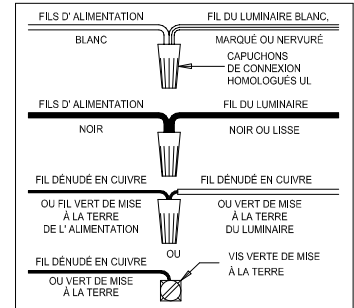 FILS D' ALIMENTATION
FIL DU LUMINAIRE BLANC,
BLANC
MARQUÉ OU NERVURÉ
CAPUCHONS
DE CONNEXION
HOMOLOGUÉS UL
FILS D' ALIMENTATION
FIL DU LUMINAIRE
NOIR
NOIR OU LISSE
FIL DÉNUDÉ EN CUIVRE
FIL DÉNUDÉ EN CUIVRE
OU FIL VERT DE MISE
À LA TERRE
DE L' ALIMENTATION
OU VERT DE MISE
À LA TERRE
DU LUMINAIRE
OU
FIL DÉNUDÉ EN CUIVRE
OU VERT DE MISE
À LA TERRE
VIS VERTE DE MISE
À LA TERRE